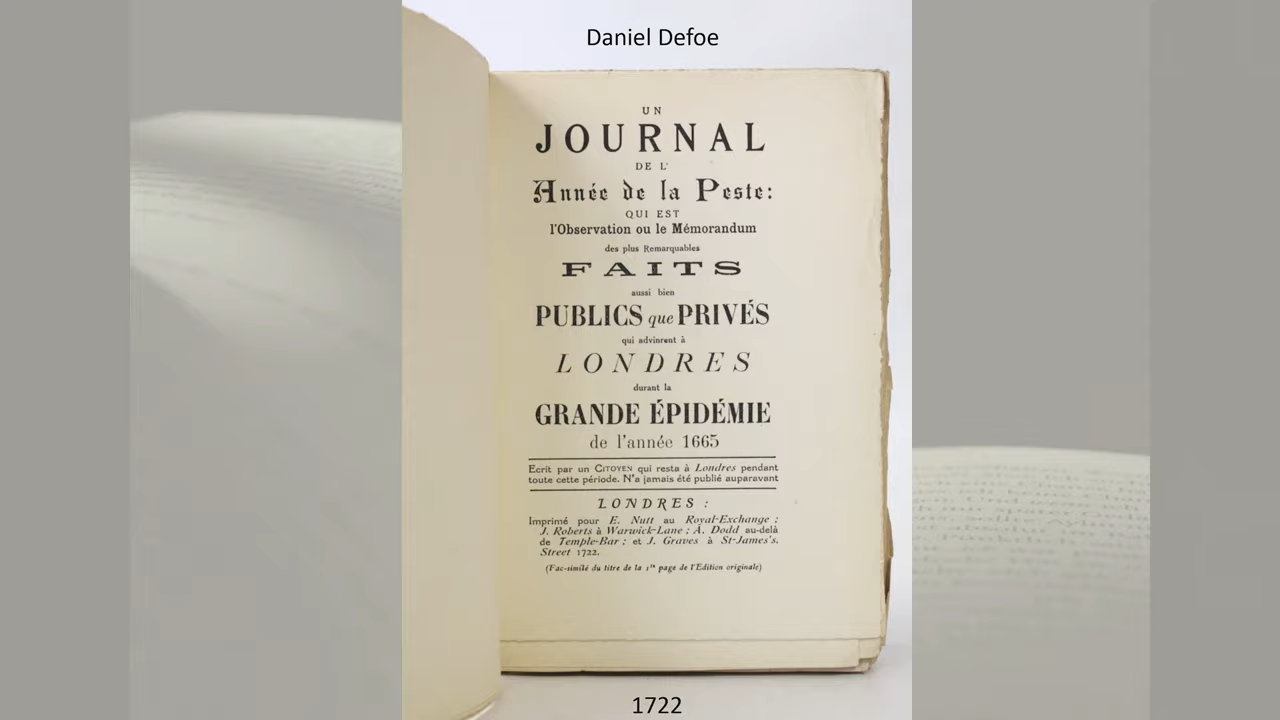 Daniel Defoe
UN
JOURNAL
DE L'
Année de la Peste:
QUI EST
l'Observation ou le Mémorandum
des plus Remarquables
FAITS
aussi bien
PUBLICS que PRIVÉS
qui advinrent à
LONDRES
durant la
GRANDE ÉPIDÉMIE
de l'année 1665
Ecrit par un CITOYEN qui resta à Londres pendant
toute cette période. N'a jamais été publié auparavant
LONDRES :
Imprimé pour E. Nutt au Royal-Exchange ;
J. Roberts à Warwick-Lane ; A. Dodd au-delà
de Temple-Bar ; et J. Graves à St-James's.
Street 1722.
(Fac-similé du titre de la 1re page de l'Edition originale)
1722